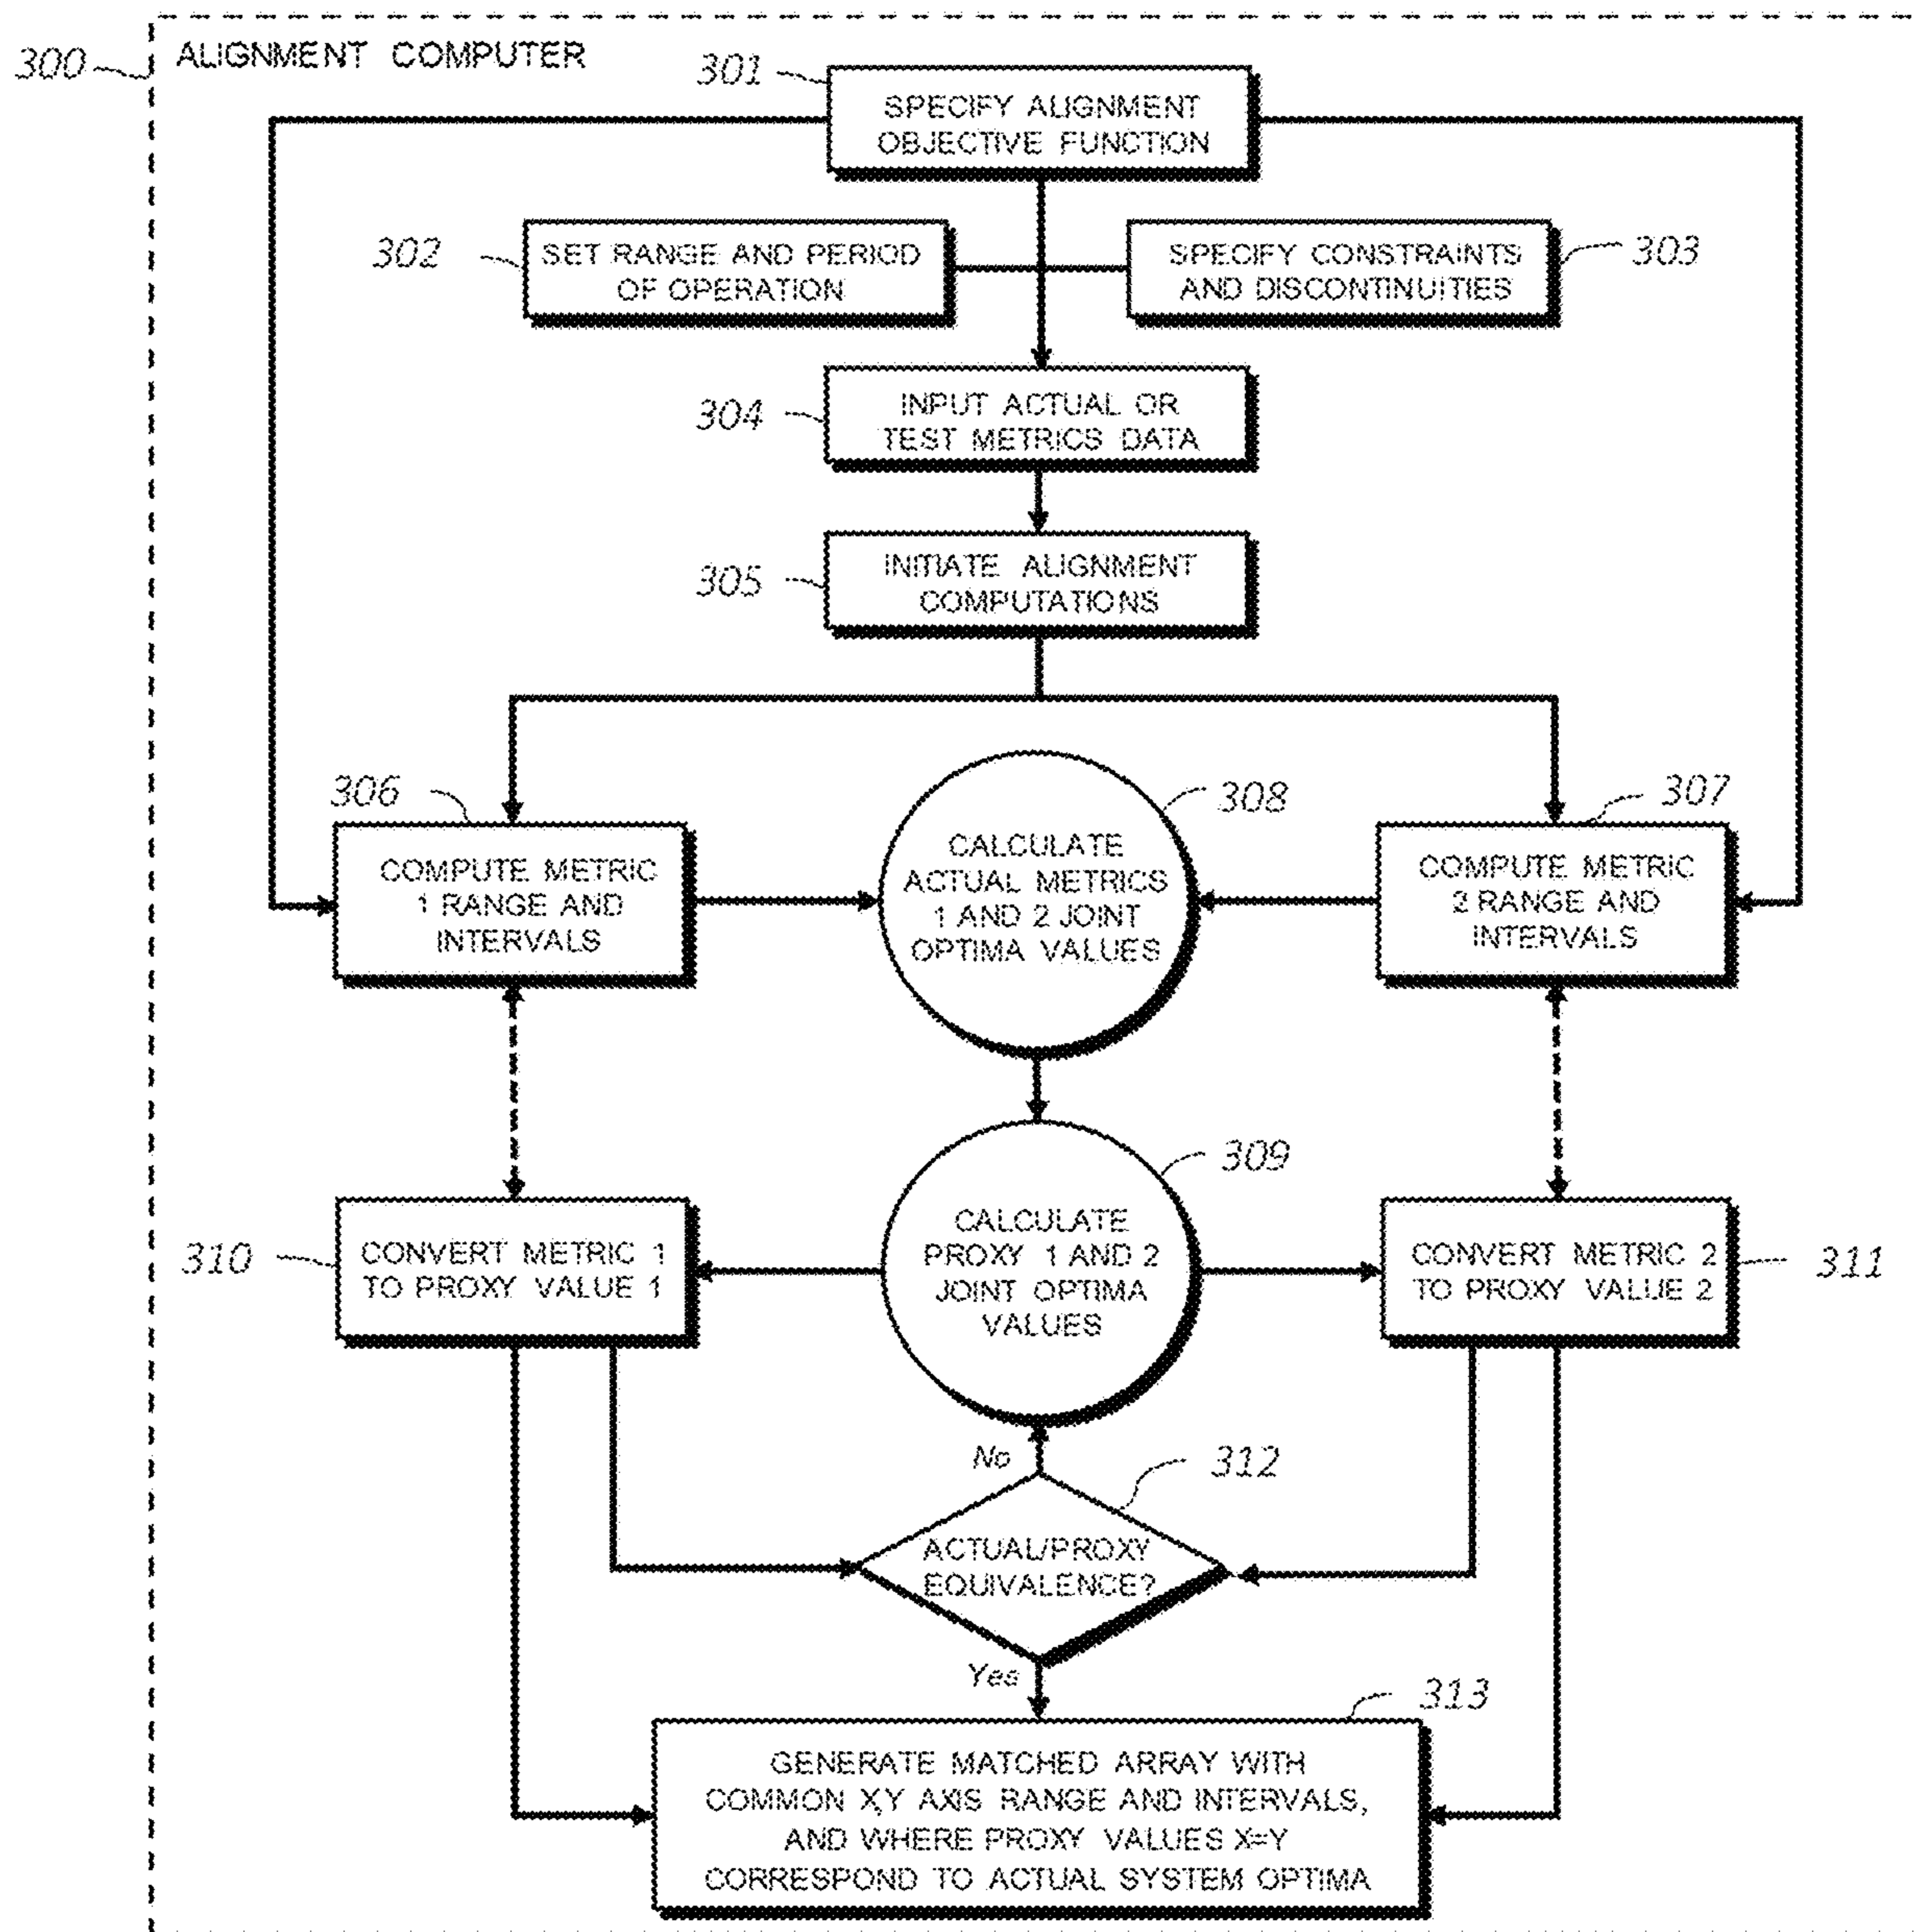 300
ALIGNMENT COMPUTER
301
SPECIFY ALIGNMENT
OBJECTIVE FUNCTION
302
SET RANGE AND PERIOD
OF OPERATION
SPECIFY CONSTRAINTS
AND DISCONTINUITIES
303
304
INPUT ACTUAL OR
TEST METRICS DATA
305
INITIATE ALIGNMENT
COMPUTATIONS
306
COMPUTE METRIC
1 RANGE AND
INTERVALS
308
CALCULATE
ACTUAL METRICS
1 AND 2 JOINT
OPTIMA VALUES
307
COMPUTE METRIC
2 RANGE AND
INTERVALS
309
CALCULATE
PROXY 1 AND 2
JOINT OPTIMA
VALUES
310
CONVERT METRIC 1
TO PROXY VALUE 1
CONVERT METRIC 2
TO PROXY VALUE 2
311
No
312
ACTUAL/PROXY
EQUIVALENCE?
Yes
313
GENERATE MATCHED ARRAY WITH
COMMON X,Y AXIS RANGE AND INTERVALS,
AND WHERE PROXY VALUES X=Y
CORRESPOND TO ACTUAL SYSTEM OPTIMA